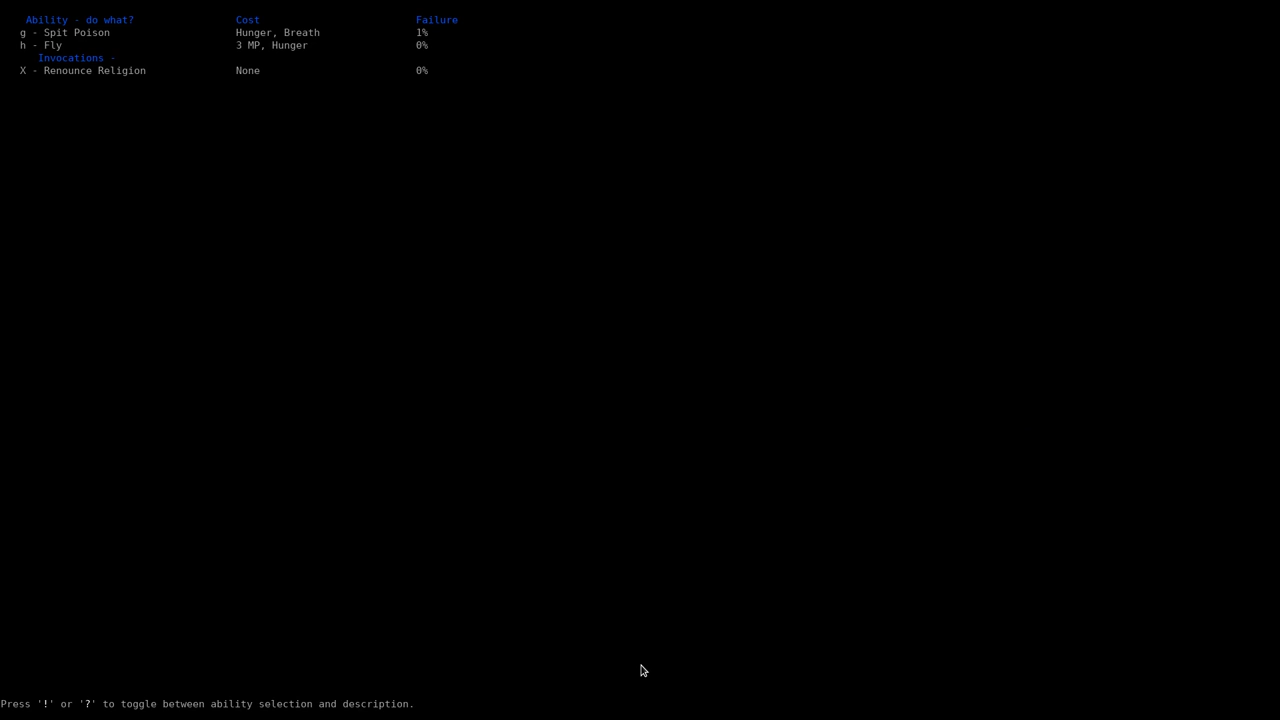 Ability - do what? Cost Failure
g - Spit Poison Hunger, Breath 1%
h - Fly 3 MP, Hunger 0%
Invocations -
X - Renounce Religion None 0%
Press '!' or '?' to toggle between ability selection and description.